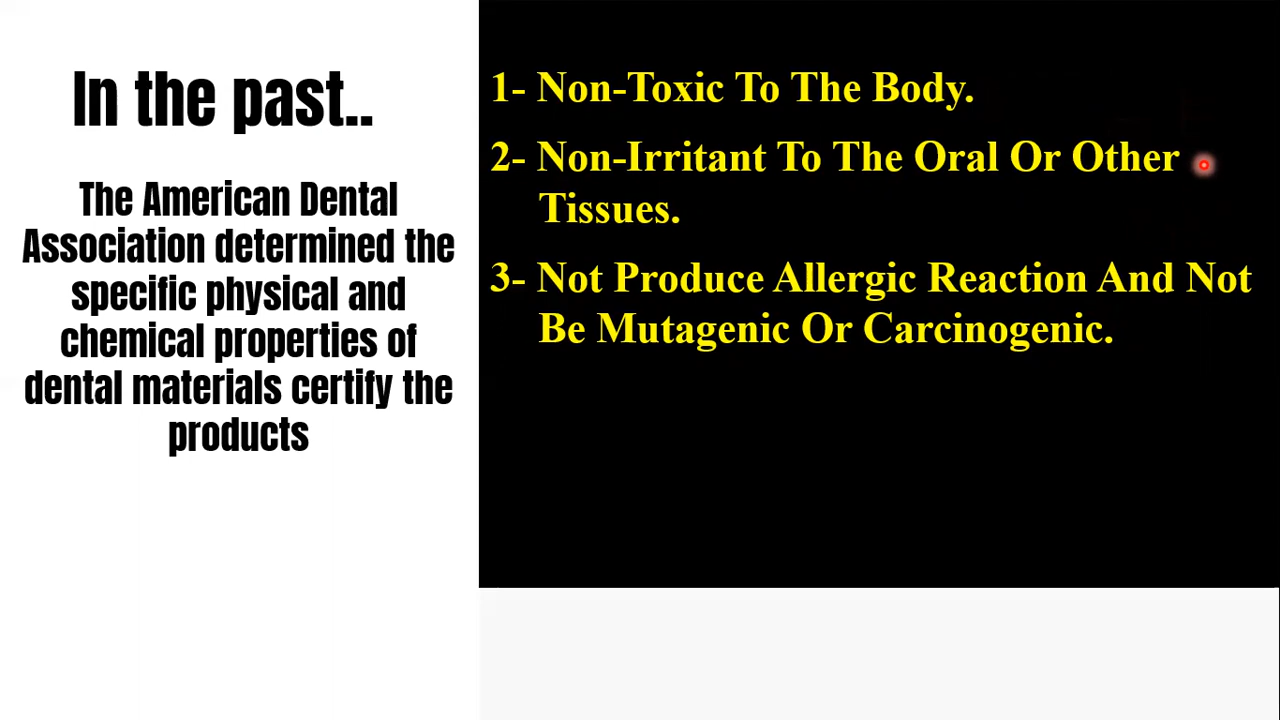 In the past..
The American Dental
Association determined the
specific physical and
chemical properties of
dental materials certify the
products
1- Non-Toxic To The Body.
2- Non-Irritant To The Oral Or Other
Tissues.
3- Not Produce Allergic Reaction And Not
Be Mutagenic Or Carcinogenic.